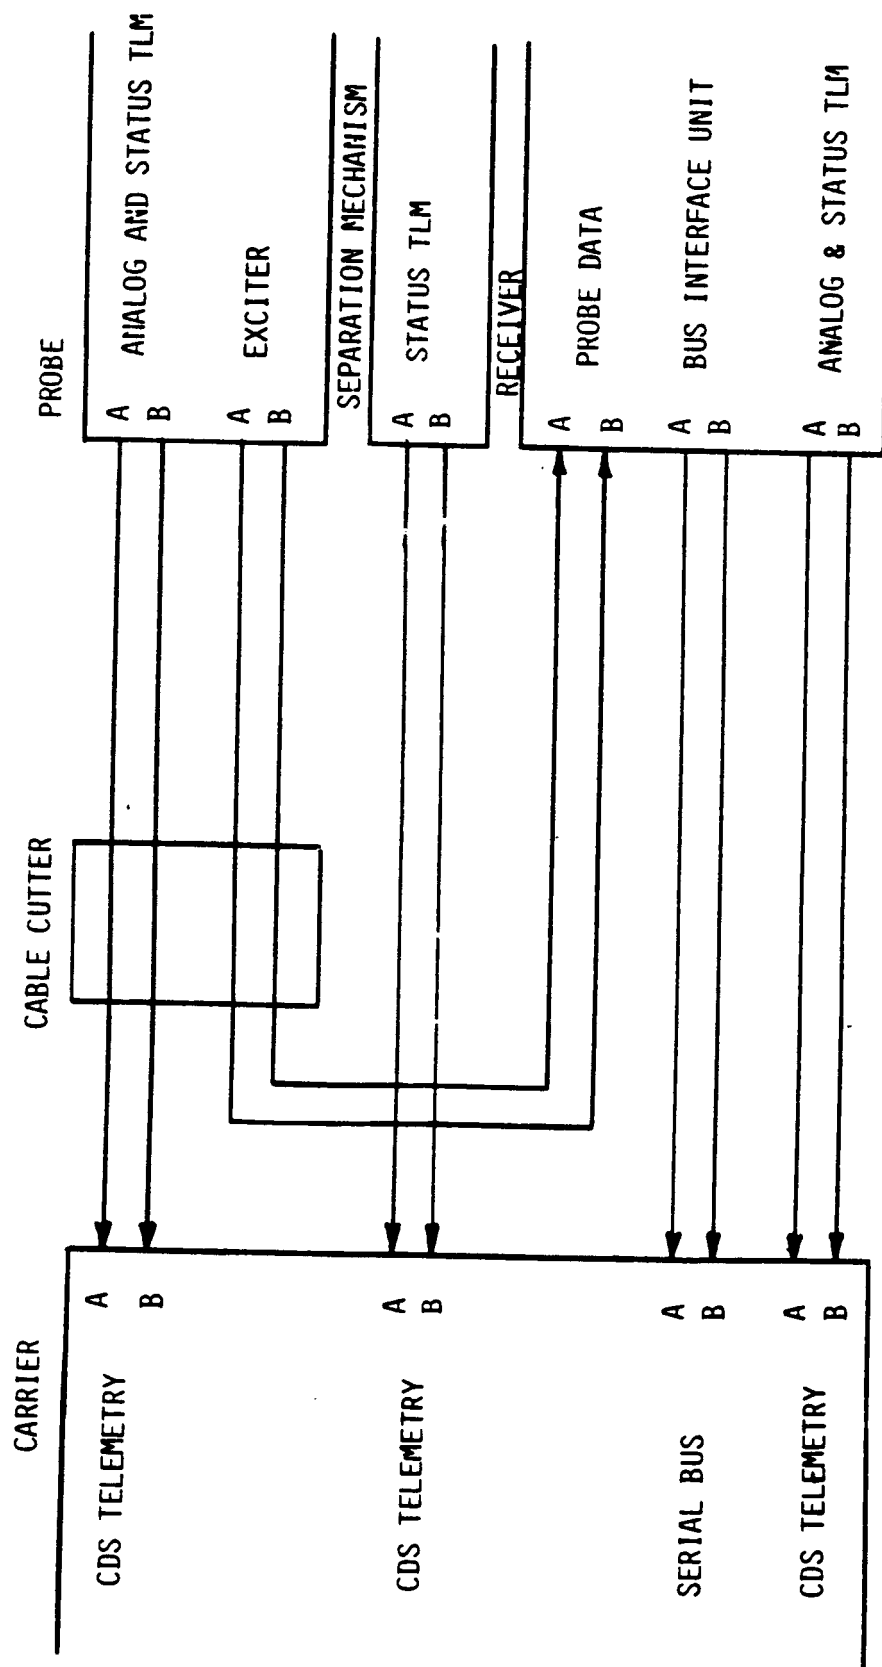 CARRIER
CDS TELEMETRY
A
B
CDS TELEMETRY
A
B
SERIAL BUS
A
B
CDS TELEMETRY
A
B
CABLE CUTTER
PROBE
A
B
ANALOG AND STATUS TLM
A
B
EXCITER
SEPARATION MECHANISM
A
B
STATUS TLM
RECEIVER
A
B
PROBE DATA
A
B
BUS INTERFACE UNIT
A
B
ANALOG & STATUS TLM